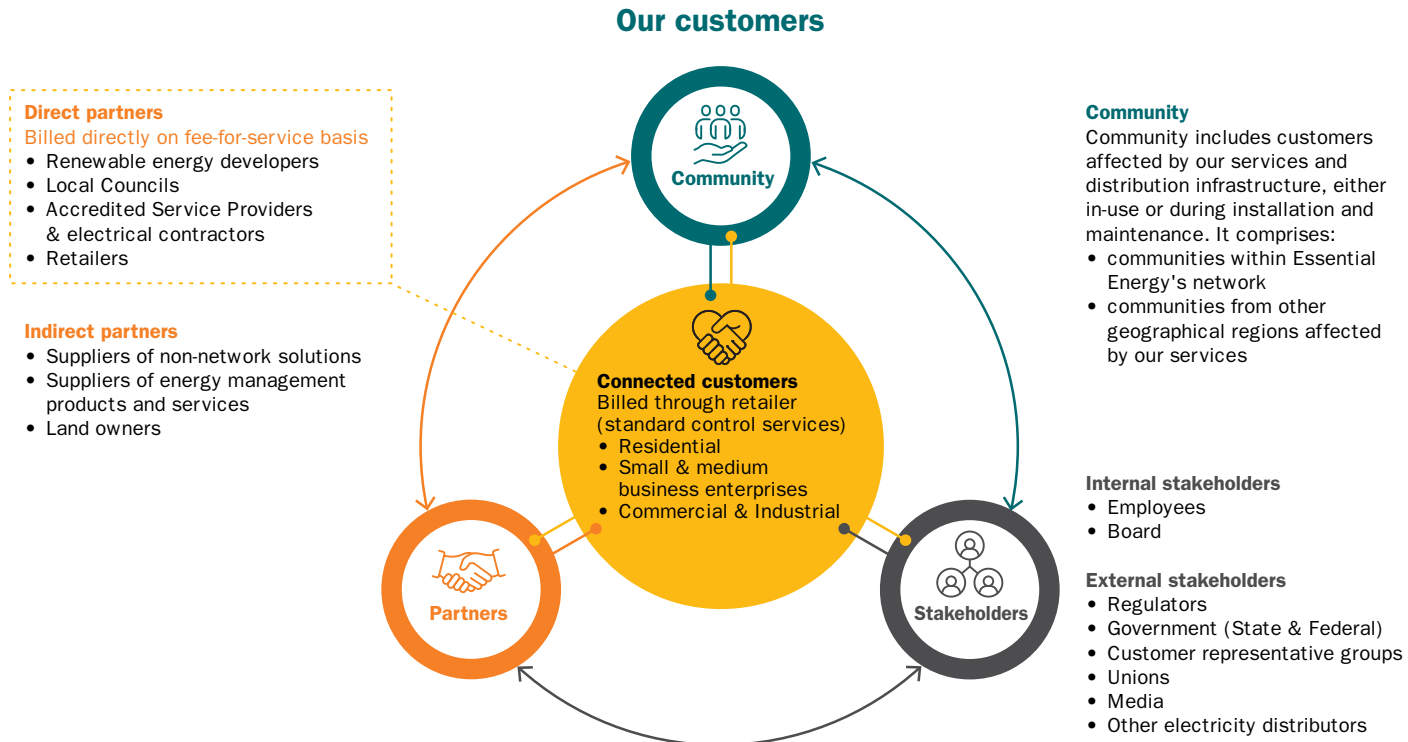 Our customers
Direct partners
Billed directly on fee-for-service basis
• Renewable energy developers
• Local Councils
• Accredited Service Providers
& electrical contractors
• Retailers
Indirect partners
• Suppliers of non-network solutions
• Suppliers of energy management
products and services
• Land owners
Community
Connected customers
Billed through retailer
(standard control services)
• Residential
• Small & medium
business enterprises
• Commercial & Industrial
Partners
Stakeholders
Community
Community includes customers
affected by our services and
distribution infrastructure, either
in-use or during installation and
maintenance. It comprises:
• communities within Essential
Energy's network
• communities from other
geographical regions affected
by our services
Internal stakeholders
• Employees
• Board
External stakeholders
• Regulators
• Government (State & Federal)
• Customer representative groups
• Unions
• Media
• Other electricity distributors